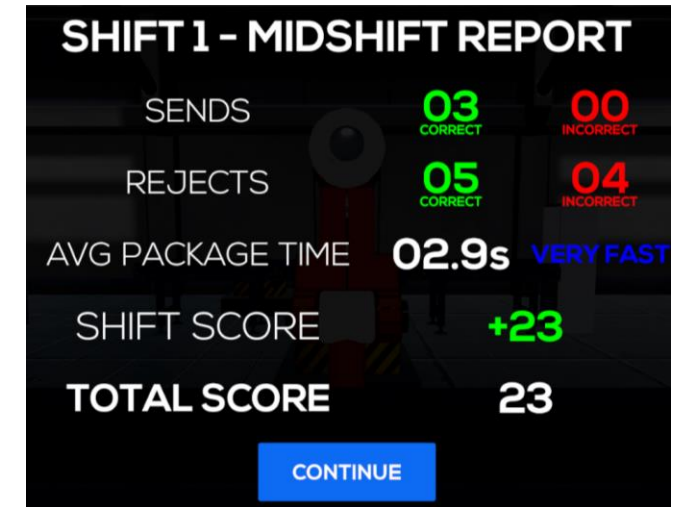 SHIFT 1 - MIDSHIFT REPORT
SENDS 03 CORRECT 00 INCORRECT
REJECTS 05 CORRECT 04 INCORRECT
AVG PACKAGE TIME 02.9s VERY FAST
SHIFT SCORE +23
TOTAL SCORE 23
CONTINUE